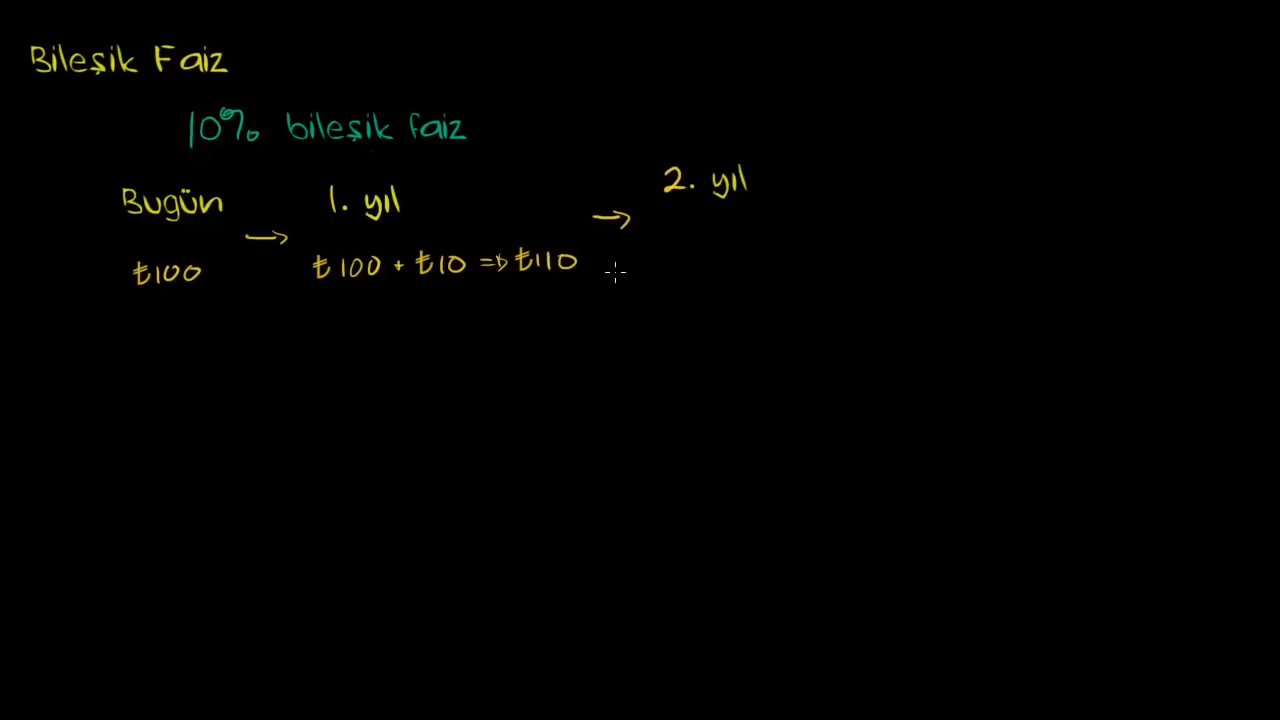 Bileşik Faiz
10% bileşik faiz
Bugün → 1. yıl → 2. yıl
₺100 ₺100 + ₺10 => ₺110